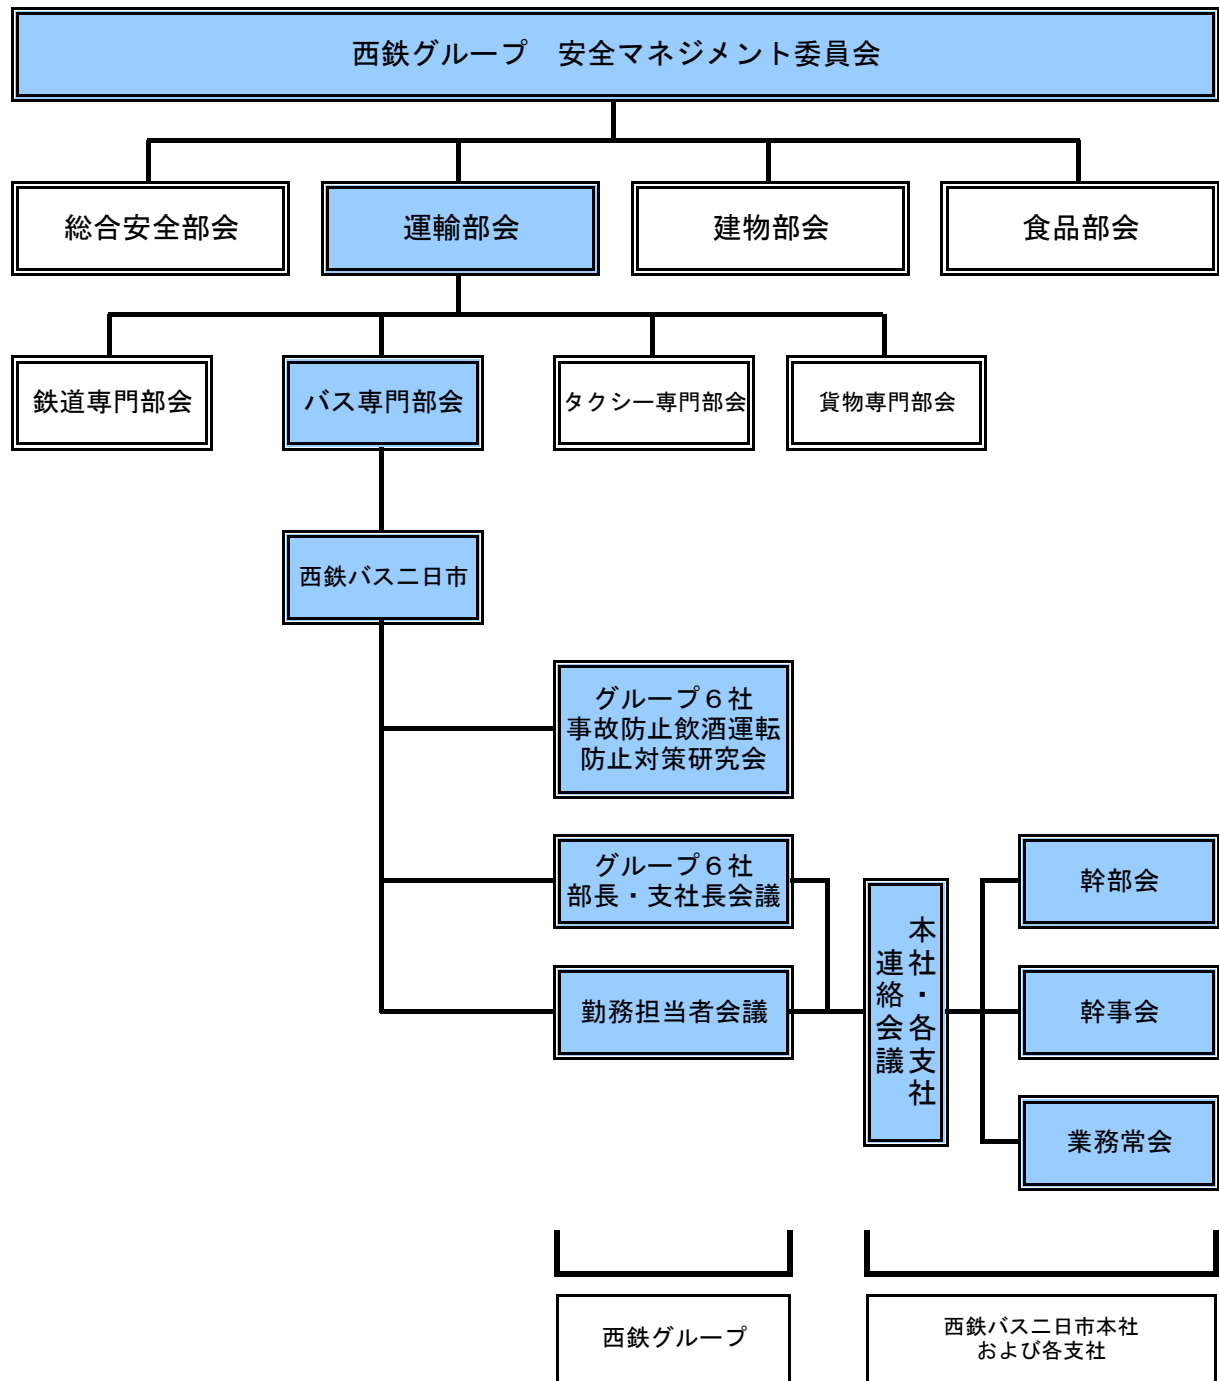 西鉄グループ　安全マネジメント委員会
総合安全部会
運輸部会
建物部会
食品部会
鉄道専門部会
バス専門部会
タクシー専門部会
貨物専門部会
西鉄バス二日市
グループ６社
事故防止飲酒運転
防止対策研究会
グループ６社
部長・支社長会議
勤務担当者会議
本社・各支社
連絡会議
幹部会
幹事会
業務常会
西鉄グループ
西鉄バス二日市本社
および各支社